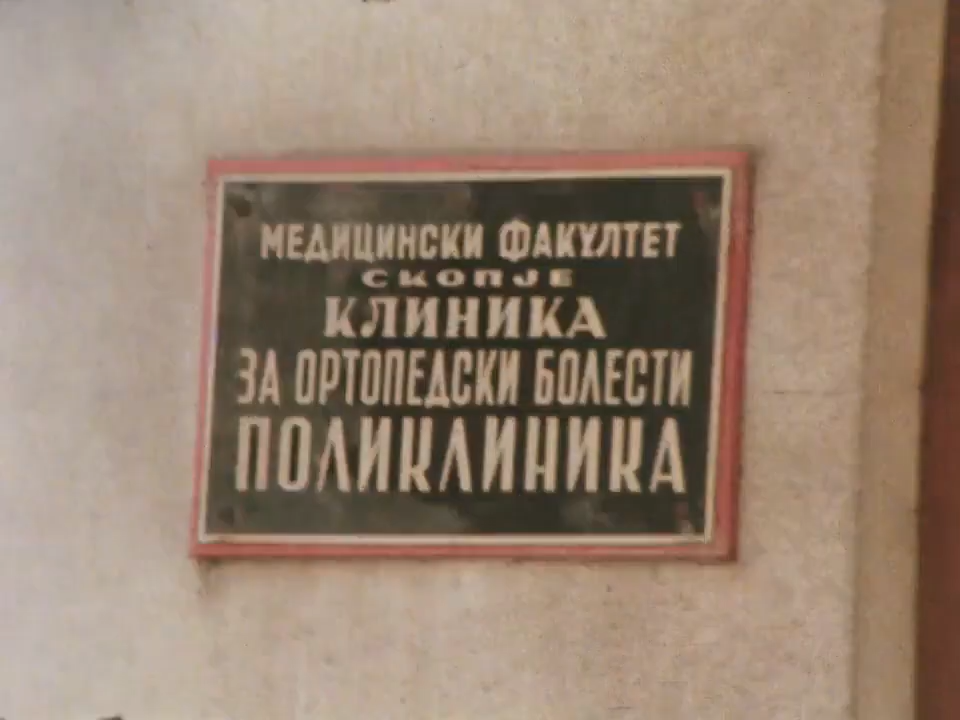 МЕДИЦИНСКИ ФАКУЛТЕТ
СКОПЈЕ
КЛИНИКА
ЗА ОРТОПЕДСКИ БОЛЕСТИ
ПОЛИКЛИНИКА